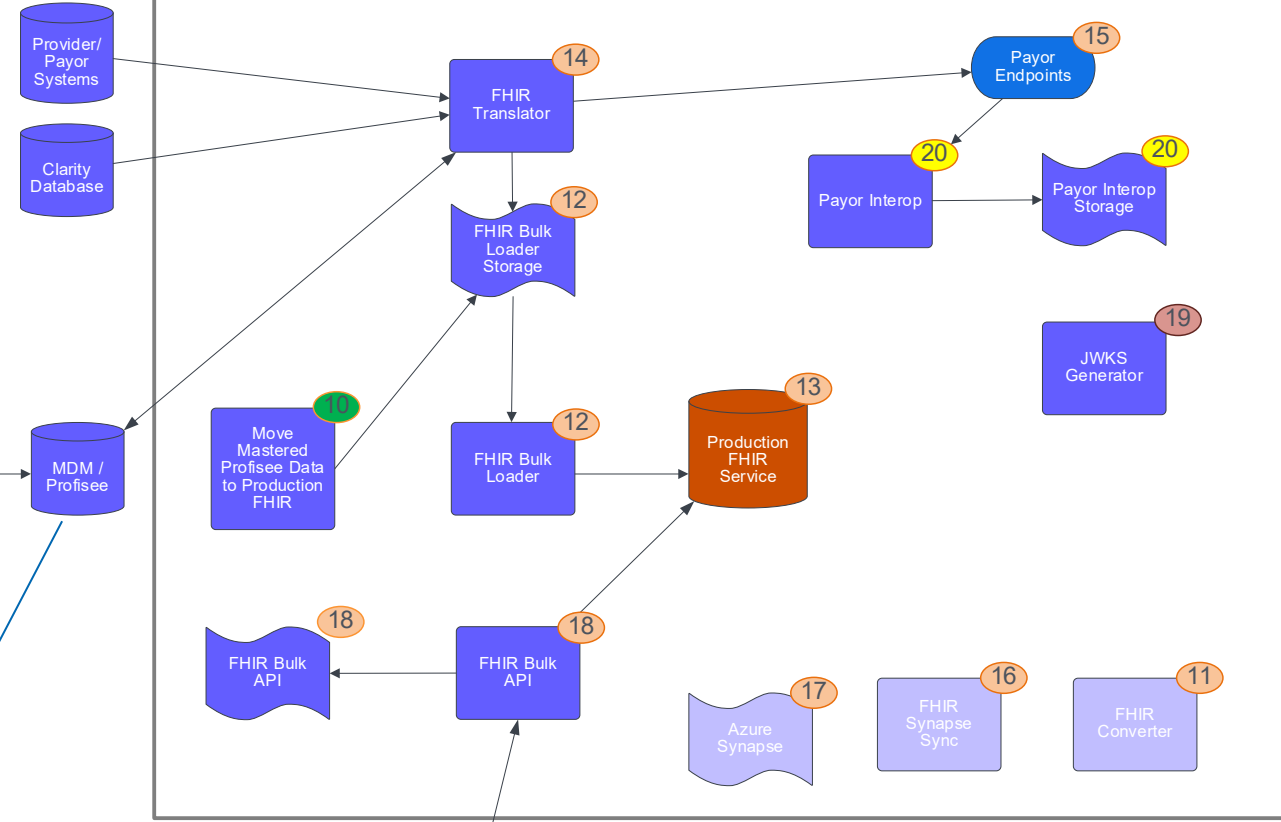 Provider/
Payor
Systems
Clarity
Database
14
FHIR
Translator
15
Payor
Endpoints
20
Payor Interop
20
Payor Interop
Storage
12
FHIR Bulk
Loader
Storage
19
JWKS
Generator
10
Move
Mastered
Profisee Data
to Production
FHIR
12
FHIR Bulk
Loader
13
Production
FHIR
Service
MDM /
Profisee
18
FHIR Bulk
API
18
FHIR Bulk
API
17
Azure
Synapse
16
FHIR
Synapse
Sync
11
FHIR
Converter